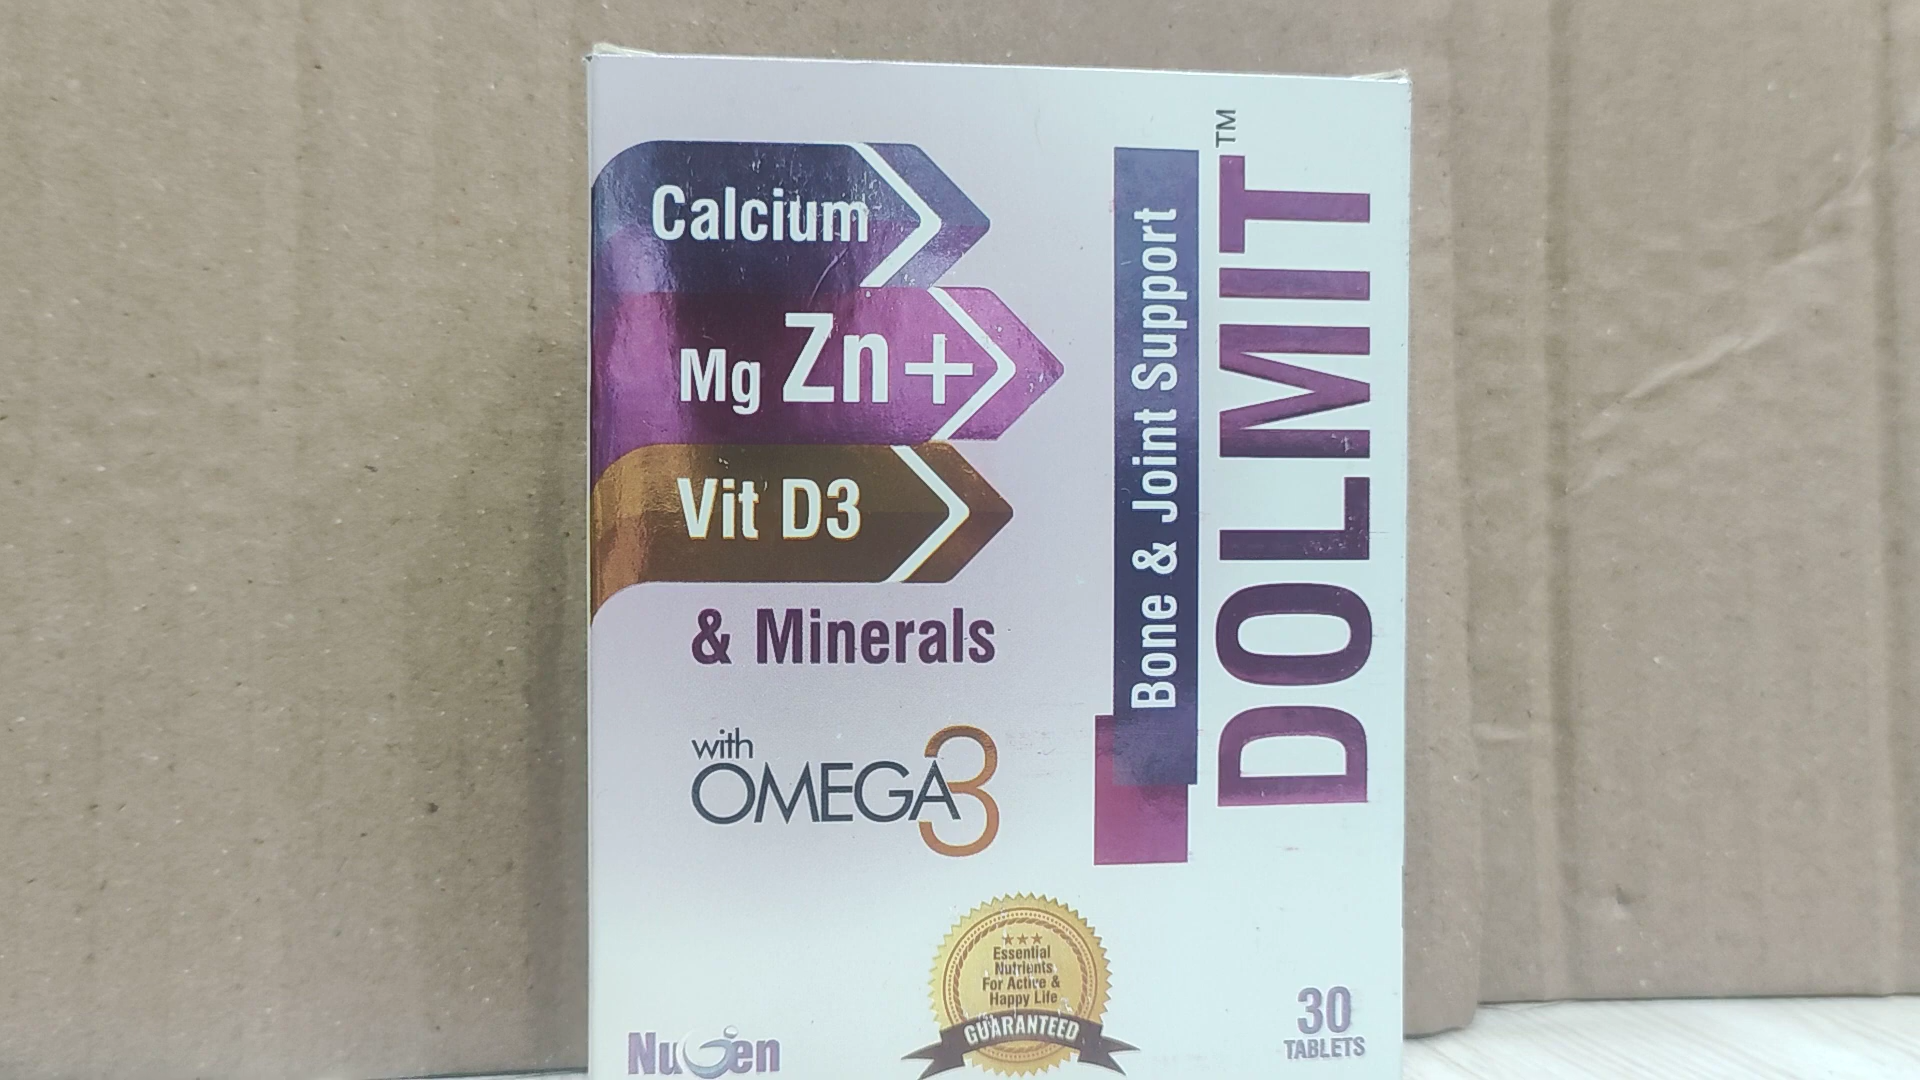 Calcium
Mg Zn +
Vit D3
& Minerals
with
OMEGA3
Bone & Joint Support
DOLMIT™
Essential
Nutrients
For Active &
Happy Life
GUARANTEED
NuGen
30
TABLETS